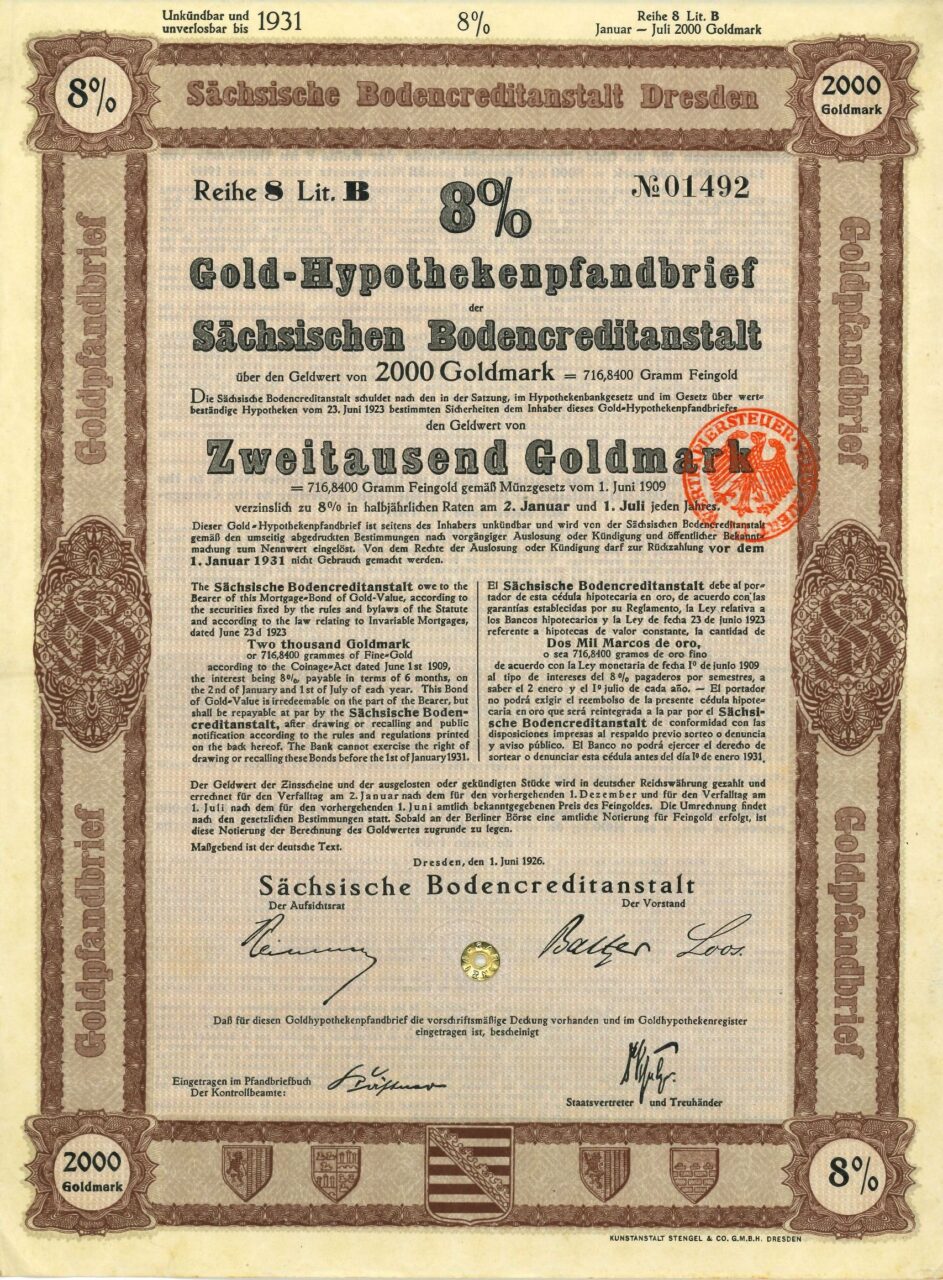 Unkündbar und
unverlosbar bis 1931
8%
Reihe 8 Lit. B
Januar — Juli 2000 Goldmark
8%
Sächsische Bodencreditanstalt Dresden
2000
Goldmark
Goldpfandbrief
Goldpfandbrief
Reihe 8 Lit. B
8%
№ 01492
Gold-Hypothekenpfandbrief
der
Sächsischen Bodencreditanstalt
über den Geldwert von 2000 Goldmark = 716,8400 Gramm Feingold
Die Sächsische Bodencreditanstalt schuldet nach den in der Satzung, im Hypothekenbankgesetz und im Gesetz über wert-
beständige Hypotheken vom 23. Juni 1923 bestimmten Sicherheiten dem Inhaber dieses Gold-Hypothekenpfandbriefes
den Geldwert von
Zweitausend Goldmark
= 716,8400 Gramm Feingold gemäß Münzgesetz vom 1. Juni 1909
verzinslich zu 8% in halbjährlichen Raten am 2. Januar und 1. Juli jeden Jahres.
Dieser Gold-Hypothekenpfandbrief ist seitens des Inhabers unkündbar und wird von der Sächsischen Bodencreditanstalt
gemäß den umseitig abgedruckten Bestimmungen nach vorgängiger Auslosung oder Kündigung und öffentlicher Bekannt-
machung zum Nennwert eingelöst. Von dem Rechte der Auslosung oder Kündigung darf zur Rückzahlung vor dem
1. Januar 1931 nicht Gebrauch gemacht werden.
The Sächsische Bodencreditanstalt owe to the
Bearer of this Mortgage-Bond of Gold-Value, according to
the securities fixed by the rules and bylaws of the Statute
and according to the law relating to Invariable Mortgages,
dated June 23d 1923
Two thousand Goldmark
or 716,8400 grammes of Fine-Gold
according to the Coinage-Act dated June 1st 1909,
the interest being 8%, payable in terms of 6 months, on
the 2nd of January and 1st of July of each year. This Bond
of Gold-Value is irredeemable on the part of the Bearer, but
shall be repayable at par by the Sächsische Boden-
creditanstalt, after drawing or recalling and public
notification according to the rules and regulations printed
on the back hereof. The Bank cannot exercise the right of
drawing or recalling these Bonds before the 1st of January 1931.
El Sächsische Bodencreditanstalt debe al por-
tador de esta cédula hipotecaria en oro, de acuerdo con las
garantías establecidas por su Reglamento, la Ley relativa a
los Bancos hipotecarios y la Ley de fecha 23 de junio 1923
referente a hipotecas de valor constante, la cantidad de
Dos Mil Marcos de oro,
o sea 716,8400 gramos de oro fino
de acuerdo con la Ley monetaria de fecha 1º de junio 1909
al tipo de intereses del 8% pagaderos por semestres, a
saber el 2 enero y el 1º julio de cada año. — El portador
no podrá exigir el reembolso de la presente cédula hipote-
caria en oro que será reintegrada a la par por el Sächsi-
sche Bodencreditanstalt de conformidad con las
disposiciones impresas al respaldo previo sorteo o denuncia
y aviso público. El Banco no podrá ejercer el derecho de
sortear o denunciar esta cédula antes del día 1º de enero 1931.
Der Geldwert der Zinsscheine und der ausgelosten oder gekündigten Stücke wird in deutscher Reichswährung gezahlt und
errechnet für den Verfalltag am 2. Januar nach dem für den vorhergehenden 1. Dezember und für den Verfalltag am
1. Juli nach dem für den vorhergehenden 1. Juni amtlich bekanntgegebenen Preis des Feingoldes. Die Umrechnung findet
nach den gesetzlichen Bestimmungen statt. Sobald an der Berliner Börse eine amtliche Notierung für Feingold erfolgt, ist
diese Notierung der Berechnung des Goldwertes zugrunde zu legen.
Maßgebend ist der deutsche Text.
Dresden, den 1. Juni 1926.
Sächsische Bodencreditanstalt
Der Aufsichtsrat
Der Vorstand
Loos.
Daß für diesen Goldhypothekenpfandbrief die vorschriftsmäßige Deckung vorhanden und im Goldhypothekenregister
eingetragen ist, bescheinigt
Eingetragen im Pfandbriefbuch
Der Kontrollbeamte:
Staatsvertreter und Treuhänder
Goldpfandbrief
Goldpfandbrief
2000
Goldmark
8%
KUNSTANSTALT STENGEL & CO. G.M.B.H. DRESDEN